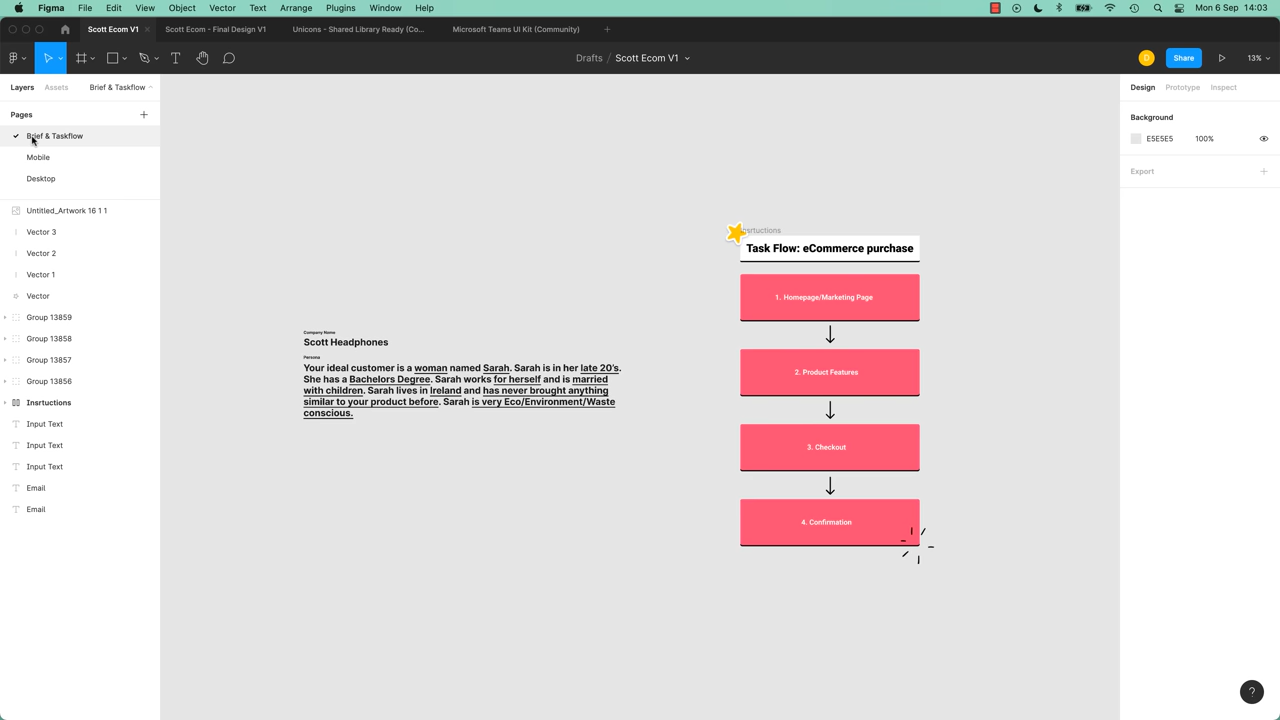 Figma File Edit View Object Vector Text Arrange Plugins Window Help Mon 6 Sep 14:03
Scott Ecom V1 Scott Ecom - Final Design V1 Unicons - Shared Library Ready (Co... Microsoft Teams UI Kit (Community)
Drafts / Scott Ecom V1 D Share 13%
Layers Assets Brief & Taskflow
Pages
Brief & Taskflow
Mobile
Desktop
Untitled_Artwork 16 1 1
Vector 3
Vector 2
Vector 1
Vector
Group 13859
Group 13858
Group 13857
Group 13856
Insrtuctions
Input Text
Input Text
Input Text
Email
Email
Company Name
Scott Headphones
Persona
Your ideal customer is a woman named Sarah. Sarah is in her late 20's.
She has a Bachelors Degree. Sarah works for herself and is married
with children. Sarah lives in Ireland and has never brought anything
similar to your product before. Sarah is very Eco/Environment/Waste
conscious.
Insrtuctions
Task Flow: eCommerce purchase
1. Homepage/Marketing Page
2. Product Features
3. Checkout
4. Confirmation
Design Prototype Inspect
Background
E5E5E5 100%
Export
?